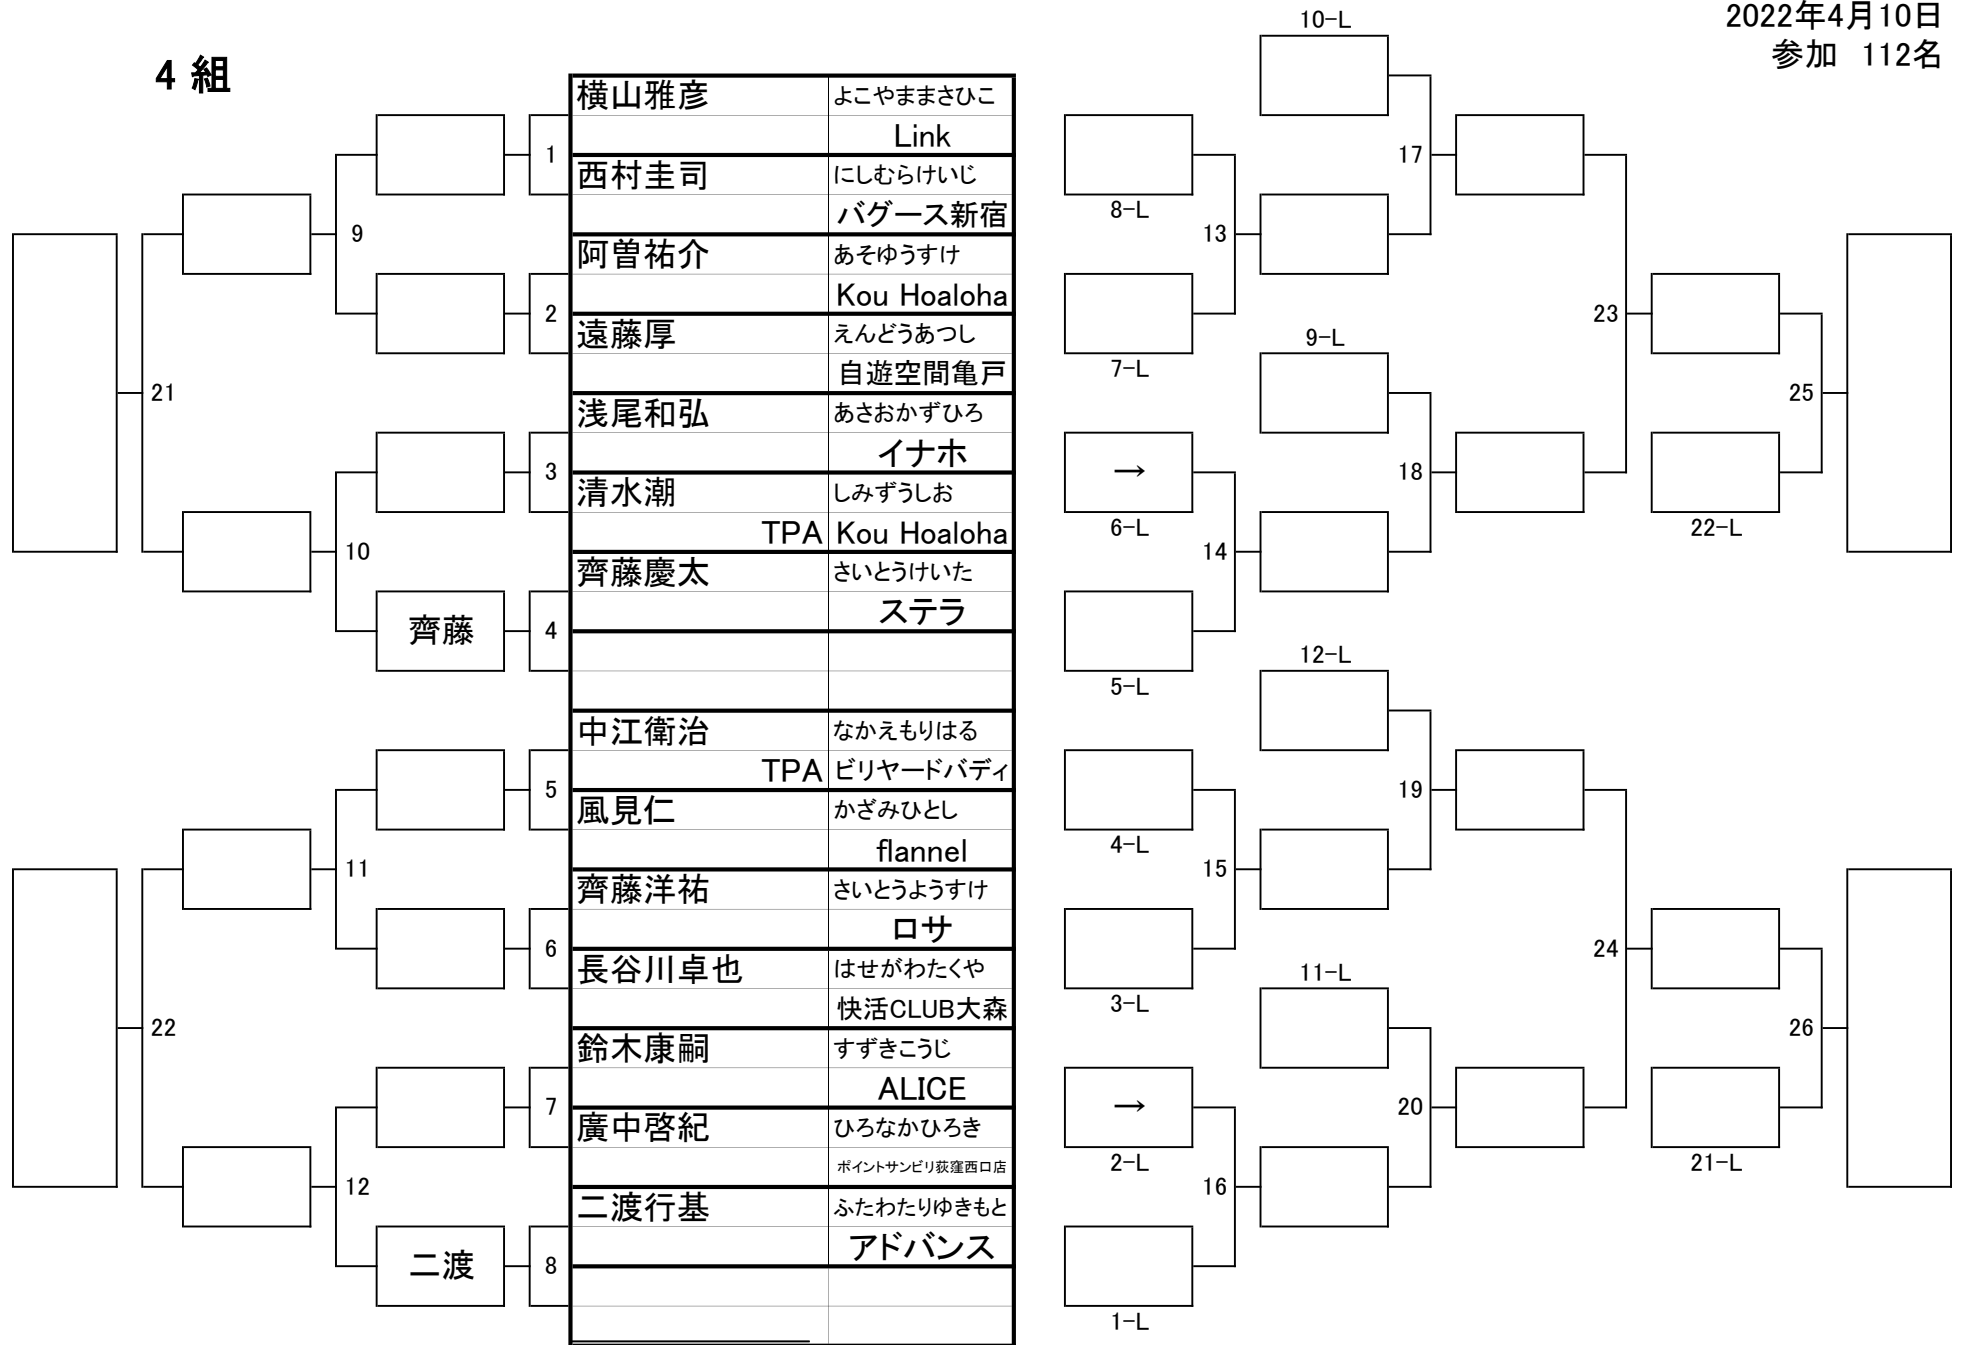 2022年4月10日
参加 112名
4 組
横山雅彦 よこやままさひこ
Link
西村圭司 にしむらけいじ
バグース新宿
阿曽祐介 あそゆうすけ
Kou Hoaloha
遠藤厚 えんどうあつし
自遊空間亀戸
浅尾和弘 あさおかずひろ
イナホ
清水潮 しみずうしお
TPA Kou Hoaloha
齊藤慶太 さいとうけいた
ステラ
中江衛治 なかえもりはる
TPA ビリヤードバディ
風見仁 かざみひとし
flannel
齊藤洋祐 さいとうようすけ
ロサ
長谷川卓也 はせがわたくや
快活CLUB大森
鈴木康嗣 すずきこうじ
ALICE
廣中啓紀 ひろなかひろき
ポイントサンビリ荻窪西口店
二渡行基 ふたわたりゆきもと
アドバンス
1
2
3
4
5
6
7
8
齊藤
二渡
9
10
11
12
21
22
8-L
7-L
→
6-L
5-L
4-L
3-L
→
2-L
1-L
13
14
15
16
10-L
9-L
12-L
11-L
17
18
19
20
23
24
22-L
21-L
25
26